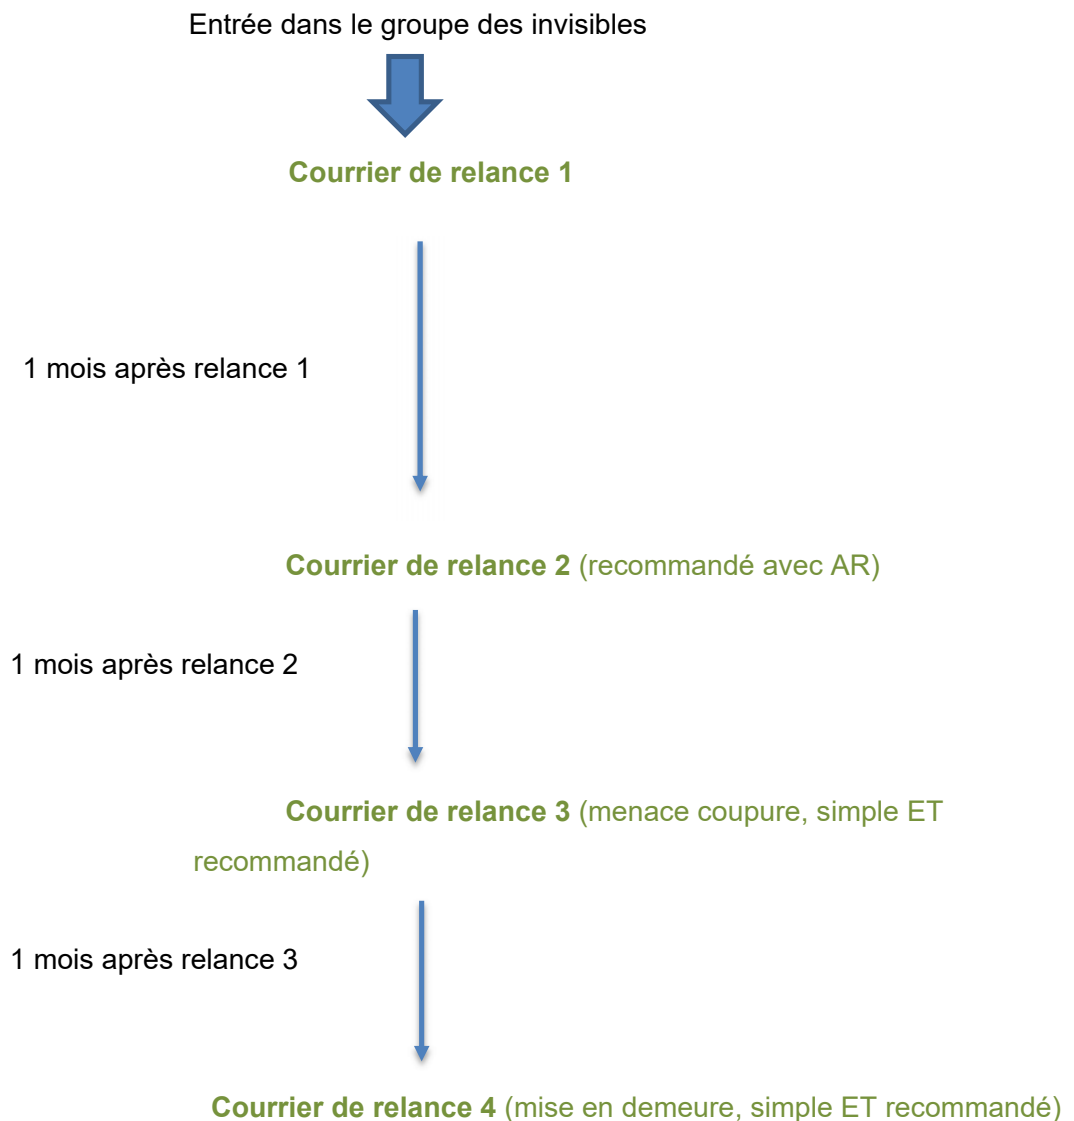 Entrée dans le groupe des invisibles
Courrier de relance 1
1 mois après relance 1
Courrier de relance 2 (recommandé avec AR)
1 mois après relance 2
Courrier de relance 3 (menace coupure, simple ET
recommandé)
1 mois après relance 3
Courrier de relance 4 (mise en demeure, simple ET recommandé)